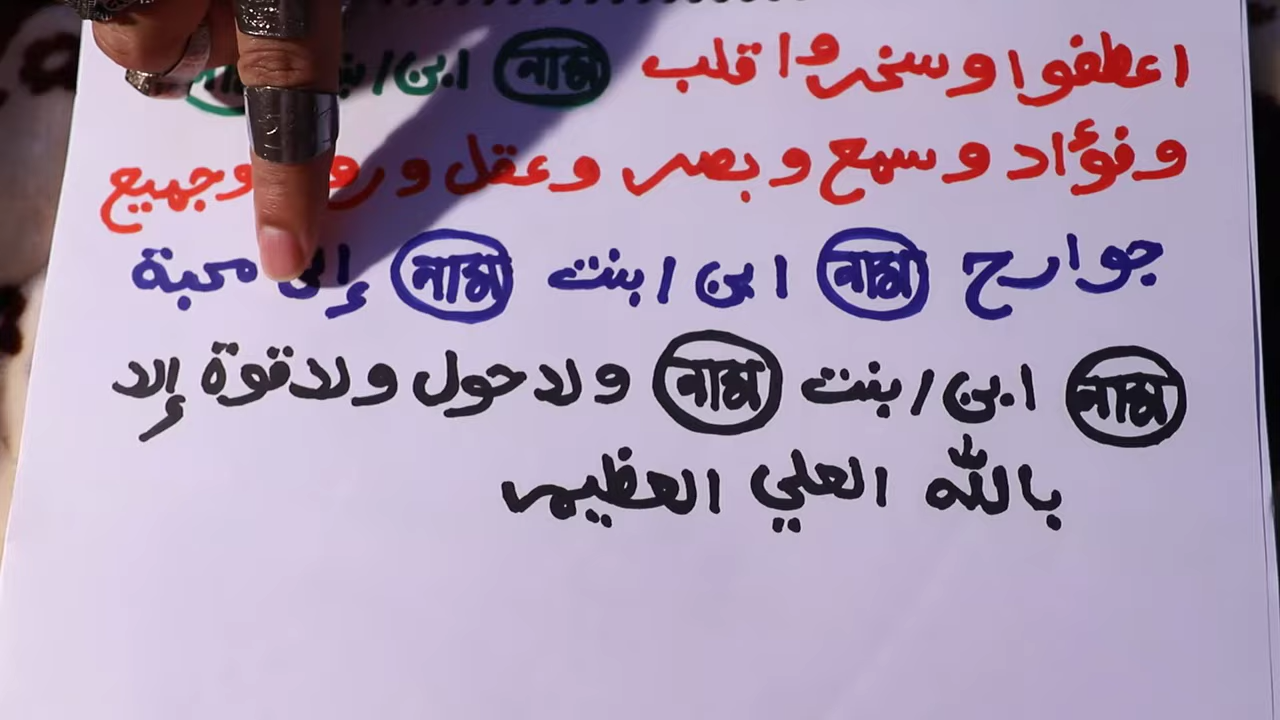 اعطفوا وسخروا قلب নাম ابن/بنت
وفؤاد وسمع وبصر وعقل وجميع
جوارح নাম ابن/بنت নাম إلى محبة
নাম ابن/بنت নাম ولا حول ولا قوة إلا
بالله العلي العظيم